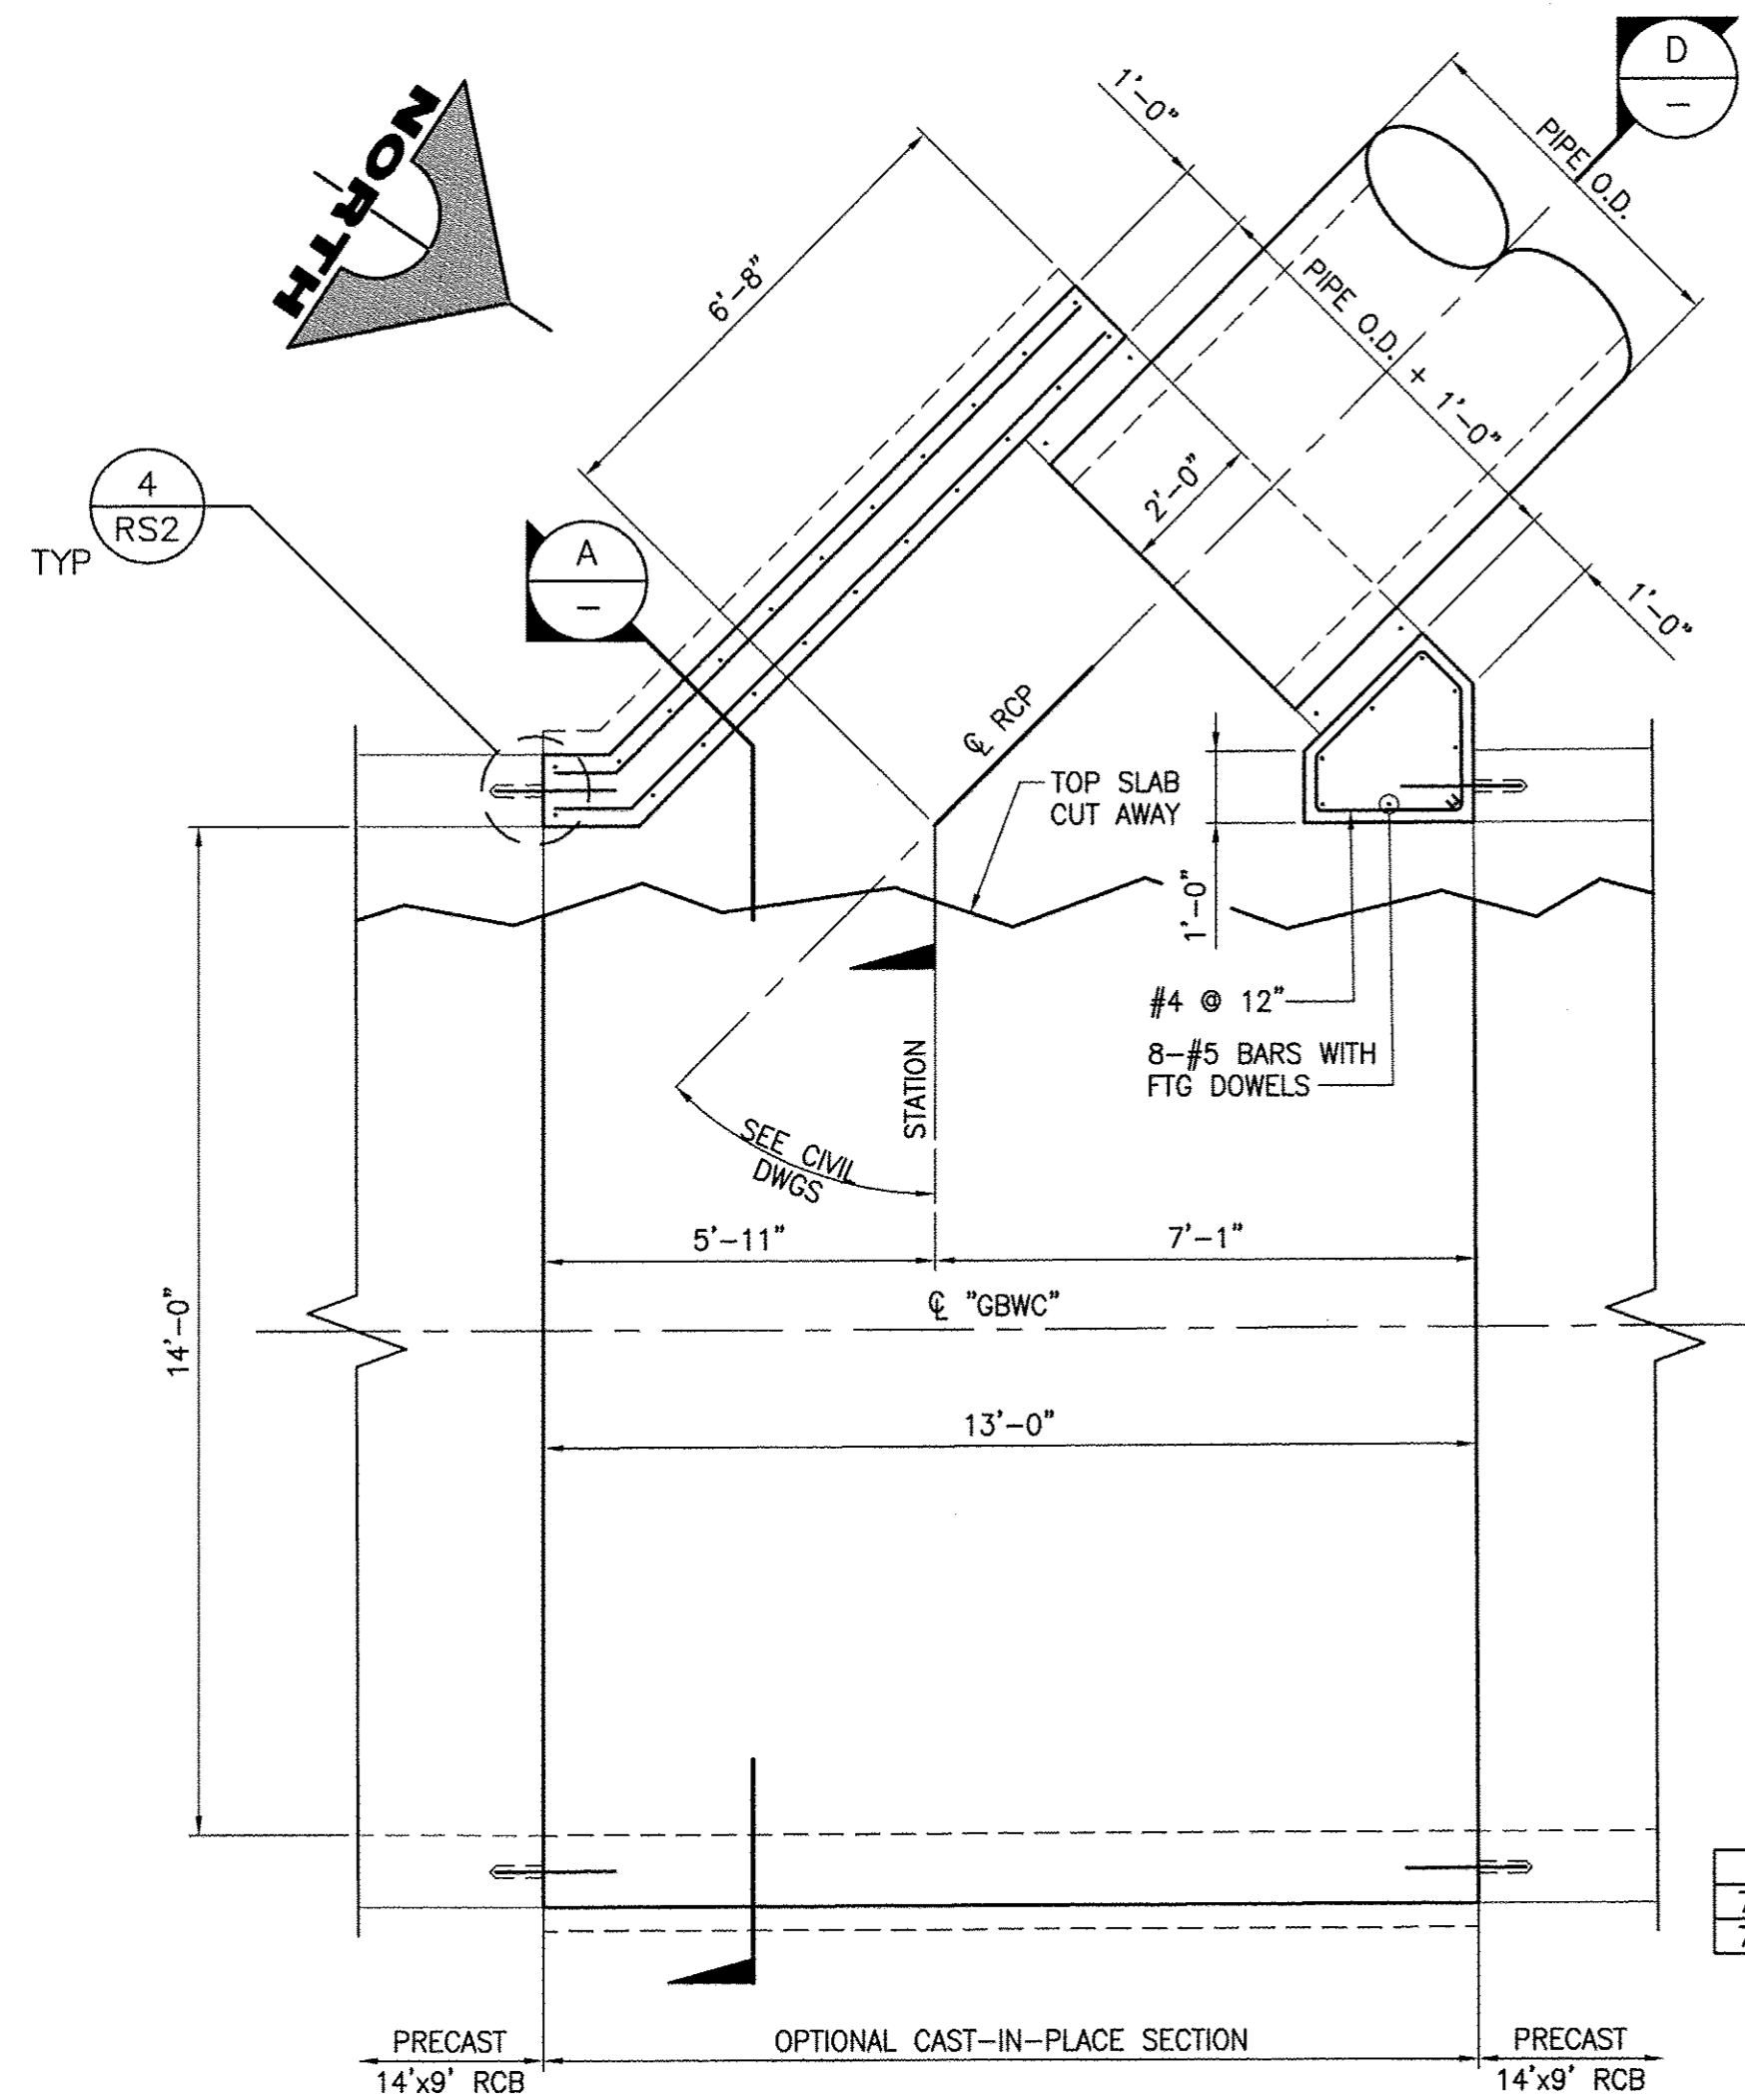 D
–
1'-0"
PIPE O.D.
NORTH
6'-8"
PIPE O.D. + 1'-0"
2'-0"
4
RS2
TYP
A
–
1'-0"
℄ RCP
TOP SLAB
CUT AWAY
1'-0"
#4 @ 12"
8-#5 BARS WITH
FTG DOWELS
STATION
SEE CIVIL
DWGS
5'-11"
7'-1"
℄ "GBWC"
14'-0"
13'-0"
PRECAST
14'x9' RCB
OPTIONAL CAST-IN-PLACE SECTION
PRECAST
14'x9' RCB